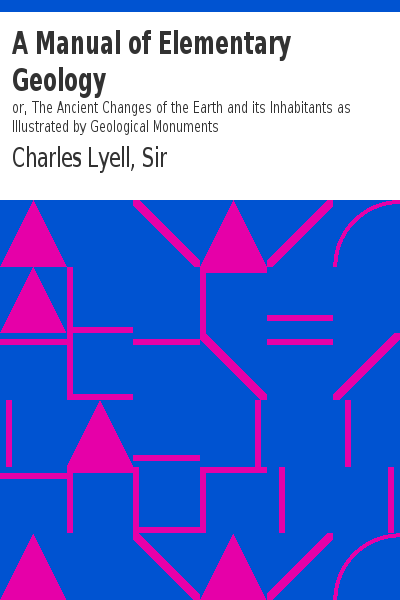 A Manual of Elementary
Geology
or, The Ancient Changes of the Earth and its Inhabitants as
Illustrated by Geological Monuments
Charles Lyell, Sir